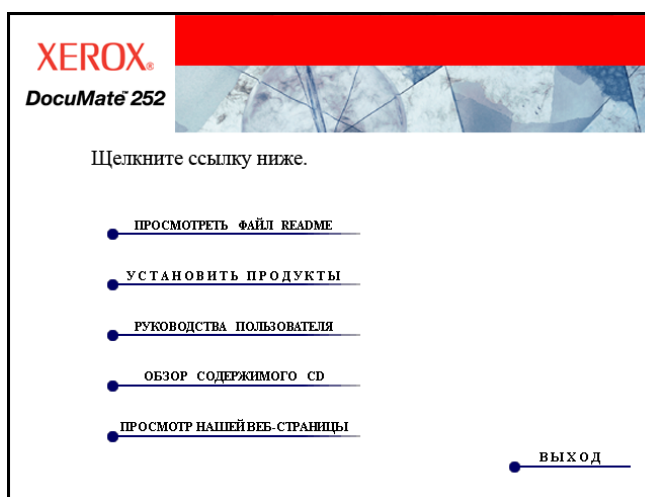 XEROX®
DocuMate™ 252
Щелкните ссылку ниже.
ПРОСМОТРЕТЬ ФАЙЛ README
УСТАНОВИТЬ ПРОДУКТЫ
РУКОВОДСТВА ПОЛЬЗОВАТЕЛЯ
ОБЗОР СОДЕРЖИМОГО CD
ПРОСМОТР НАШЕЙ ВЕБ-СТРАНИЦЫ
ВЫХОД